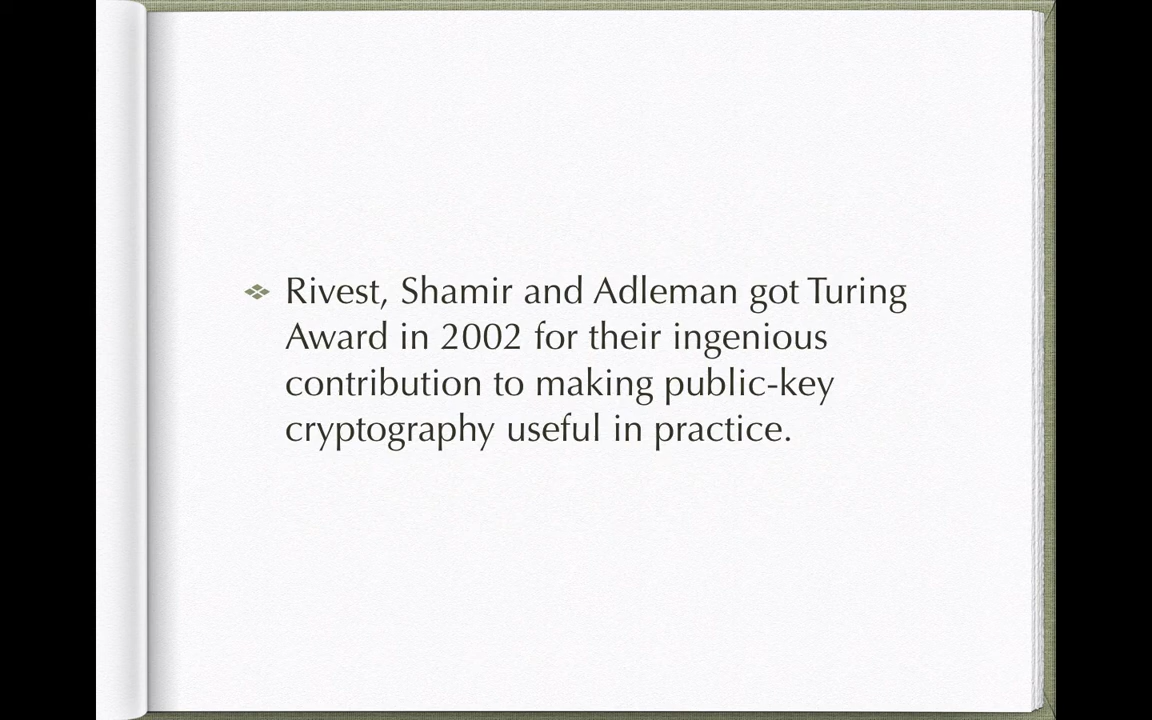 Rivest, Shamir and Adleman got Turing
Award in 2002 for their ingenious
contribution to making public-key
cryptography useful in practice.